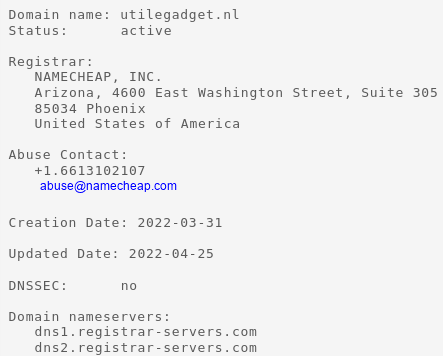 Domain name: utilegadget.nl
Status: active
Registrar:
NAMECHEAP, INC.
Arizona, 4600 East Washington Street, Suite 305
85034 Phoenix
United States of America
Abuse Contact:
+1.6613102107
abuse@namecheap.com
Creation Date: 2022-03-31
Updated Date: 2022-04-25
DNSSEC: no
Domain nameservers:
dns1.registrar-servers.com
dns2.registrar-servers.com